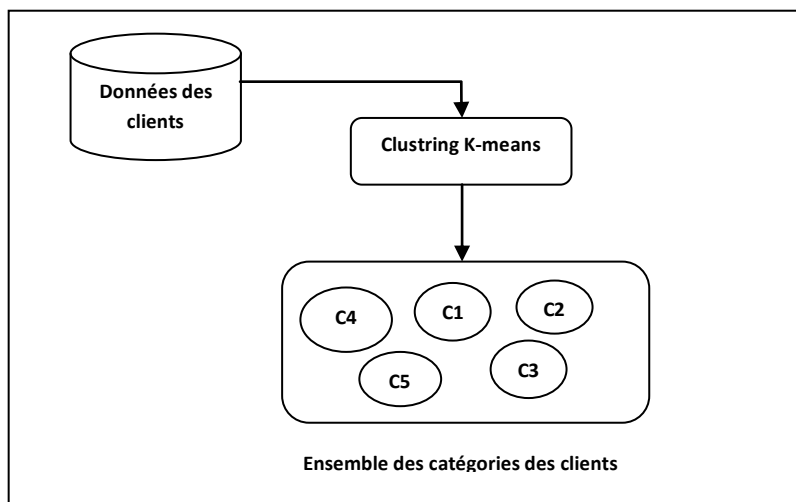 Données des
clients
Clustring K-means
C4
C1
C2
C5
C3
Ensemble des catégories des clients